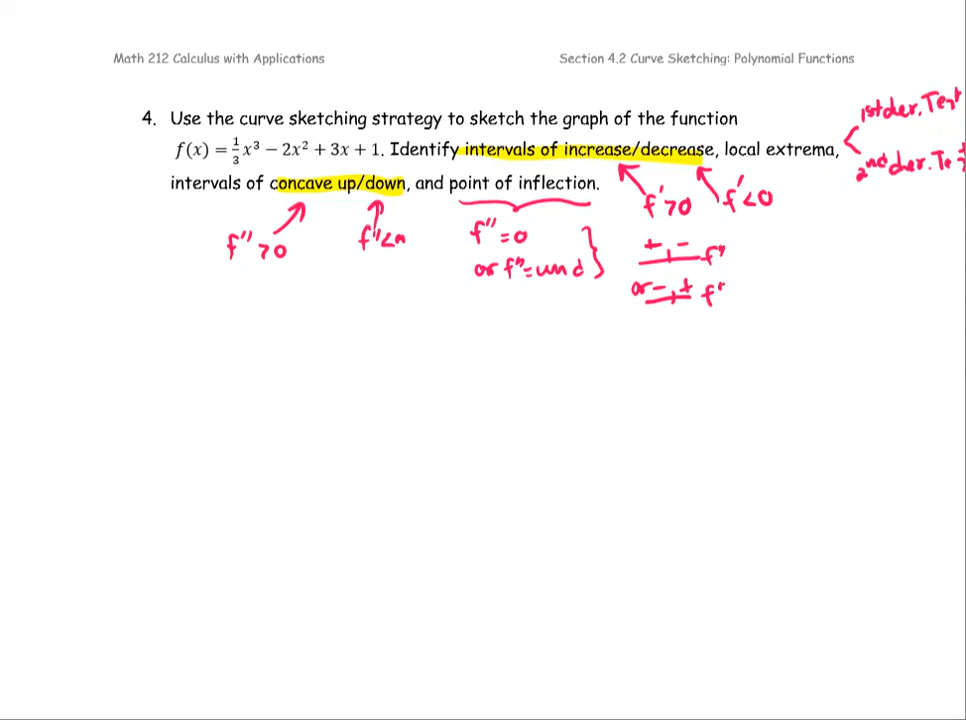 Math 212 Calculus with Applications Section 4.2 Curve Sketching: Polynomial Functions
4. Use the curve sketching strategy to sketch the graph of the function
f(x) = 1/3 x³ − 2x² + 3x + 1. Identify intervals of increase/decrease, local extrema,
intervals of concave up/down, and point of inflection.
1st der. Test
2nd der. Te
f' > 0 f' < 0
f'' > 0 f'' <
f'' = 0
or f'' = und
+ - f''
or - + f''